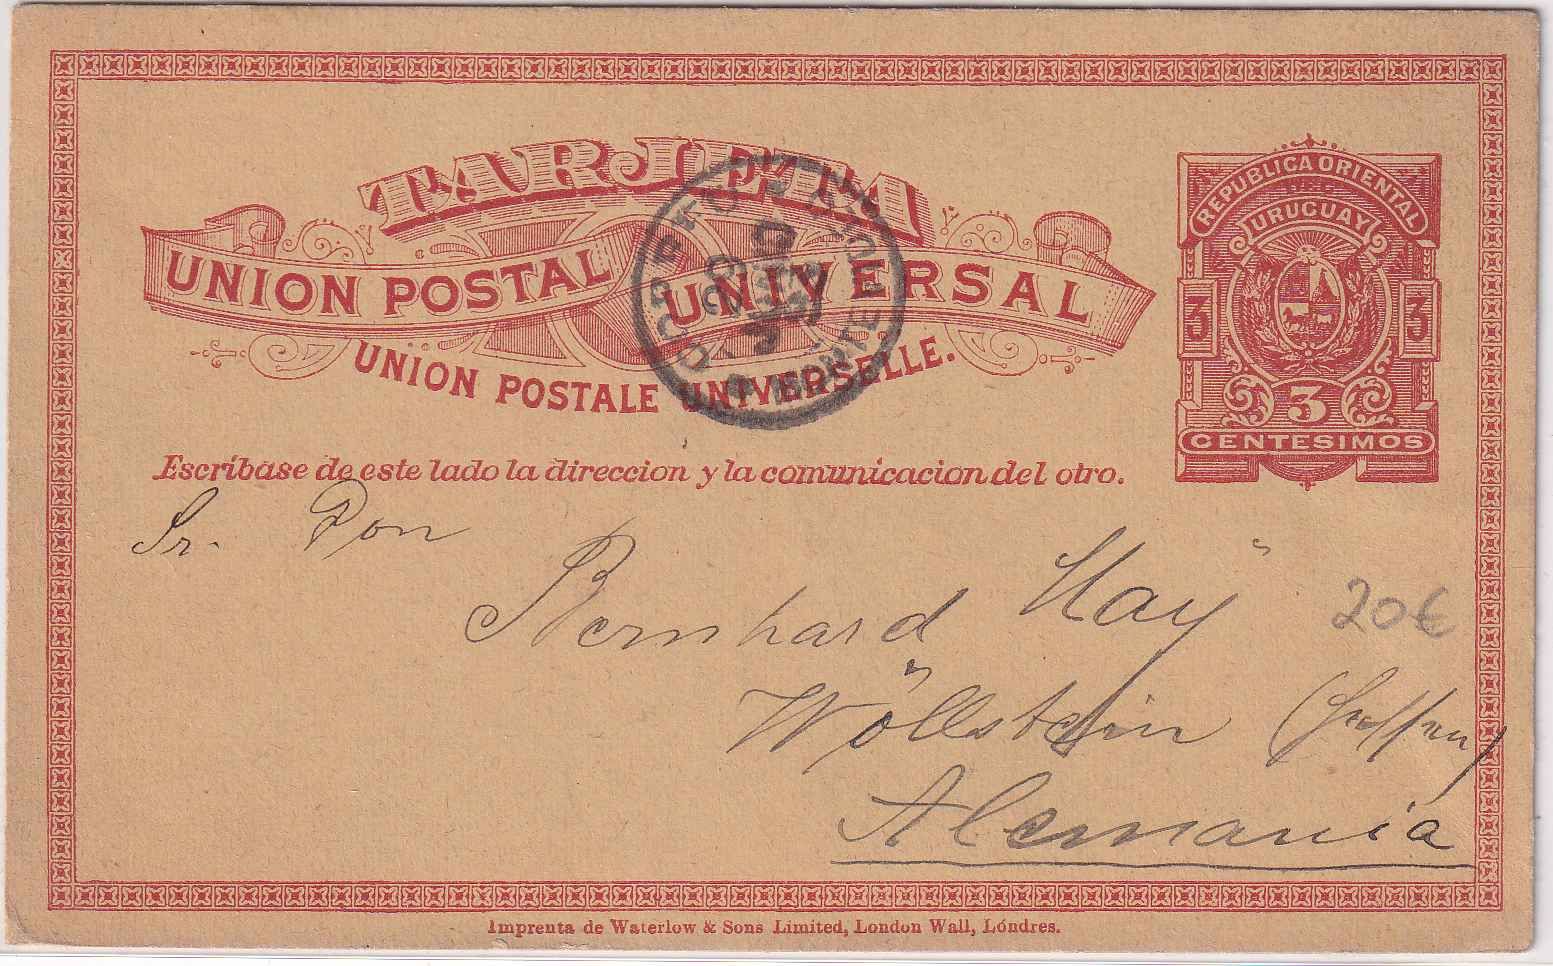 TARJETA
UNION POSTAL UNIVERSAL
UNION POSTALE UNIVERSELLE.
REPUBLICA ORIENTAL
URUGUAY
3 3
3
CENTESIMOS
Escríbase de este lado la direccion y la comunicacion del otro.
Sr. Don
Bernhard May
20€
Wöllstein (Hessen)
Alemania
Imprenta de Waterlow & Sons Limited, London Wall, Lóndres.